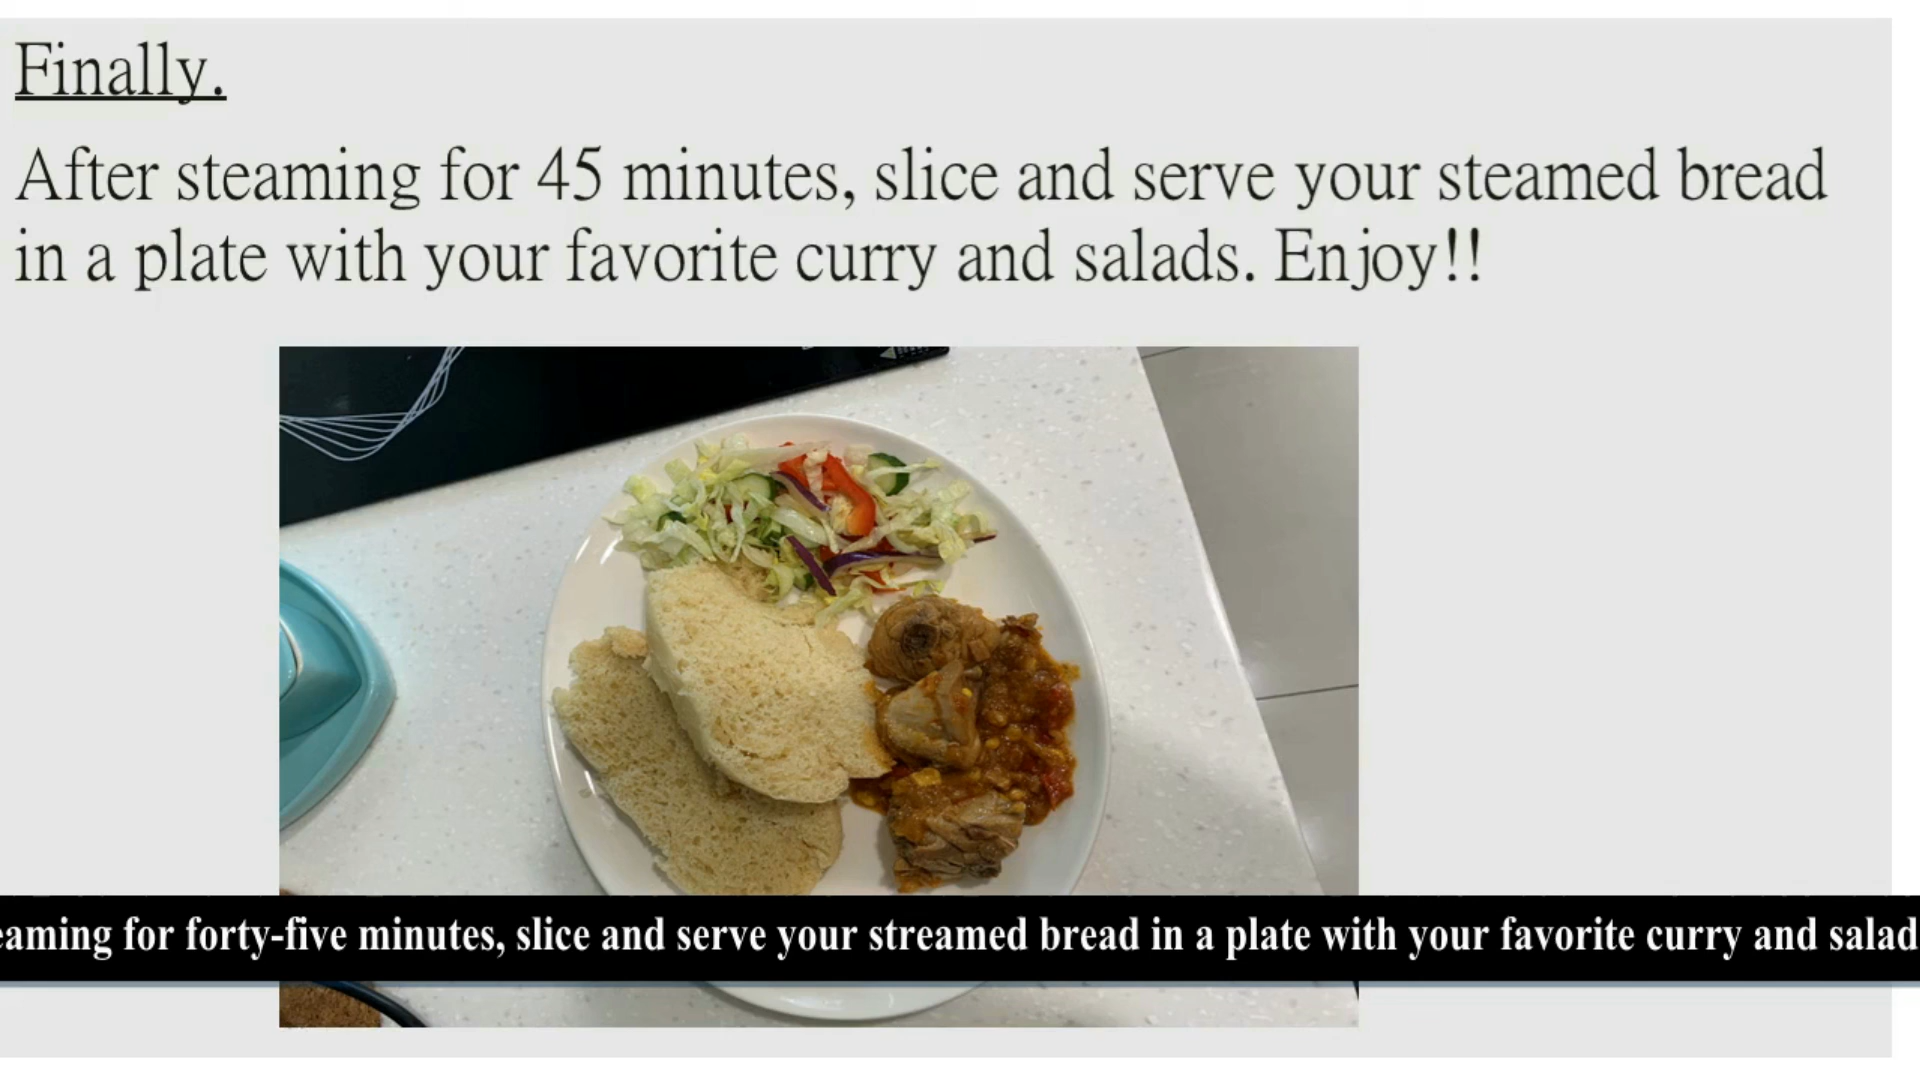 Finally.
After steaming for 45 minutes, slice and serve your steamed bread
in a plate with your favorite curry and salads. Enjoy!!
eaming for forty-five minutes, slice and serve your streamed bread in a plate with your favorite curry and salad